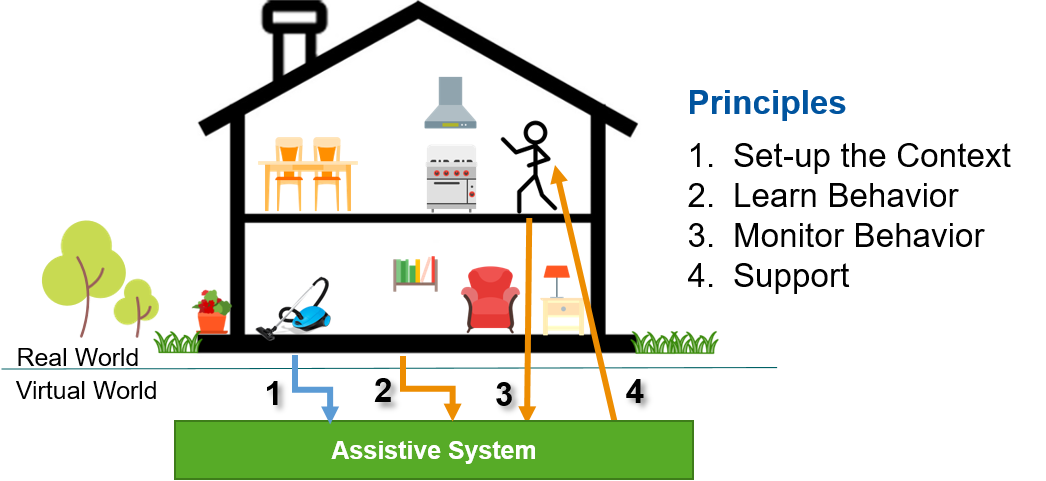 Principles
1. Set-up the Context
2. Learn Behavior
3. Monitor Behavior
4. Support
Real World
Virtual World
1
2
3
4
Assistive System